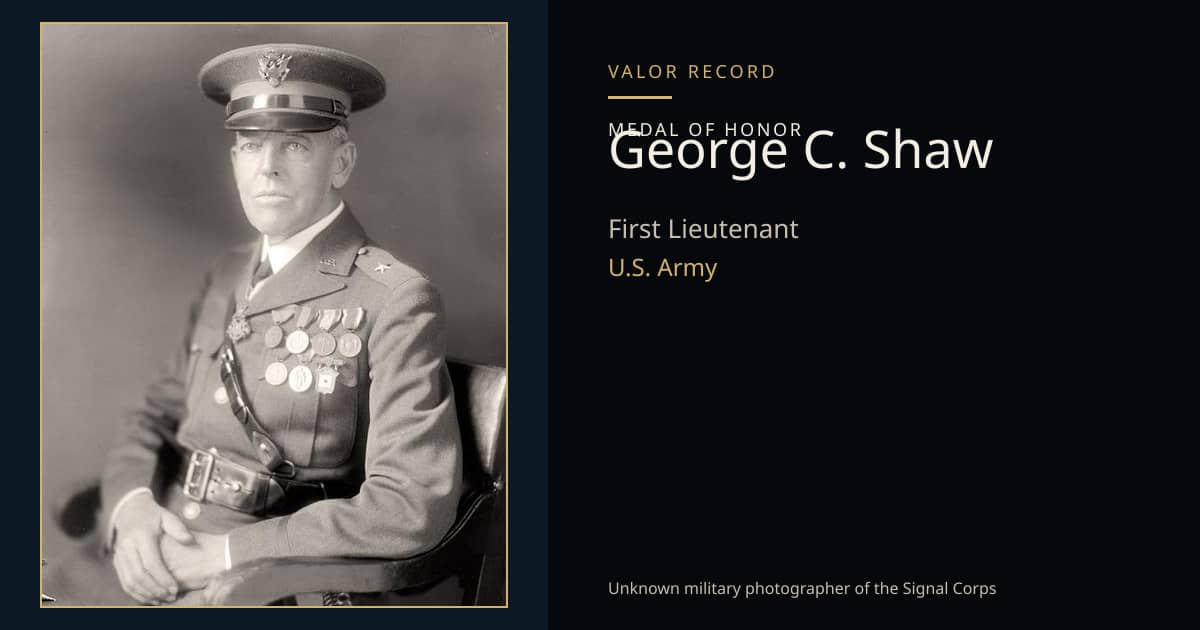 VALOR RECORD
MEDAL OF HONOR
George C. Shaw
First Lieutenant
U.S. Army
Unknown military photographer of the Signal Corps